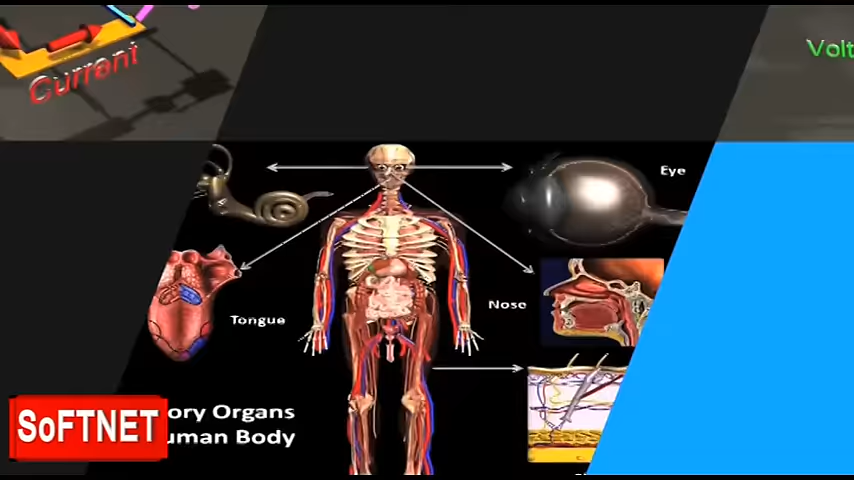 Current
Volt
Eye
Tongue
Nose
ory Organs
uman Body
SoFTNET